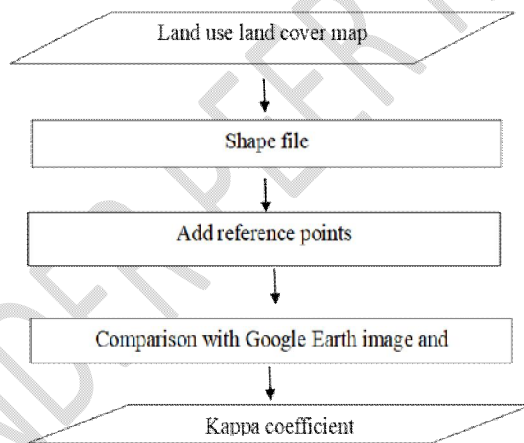 Land use land cover map
Shape file
Add reference points
Comparison with Google Earth image and
Kappa coefficient